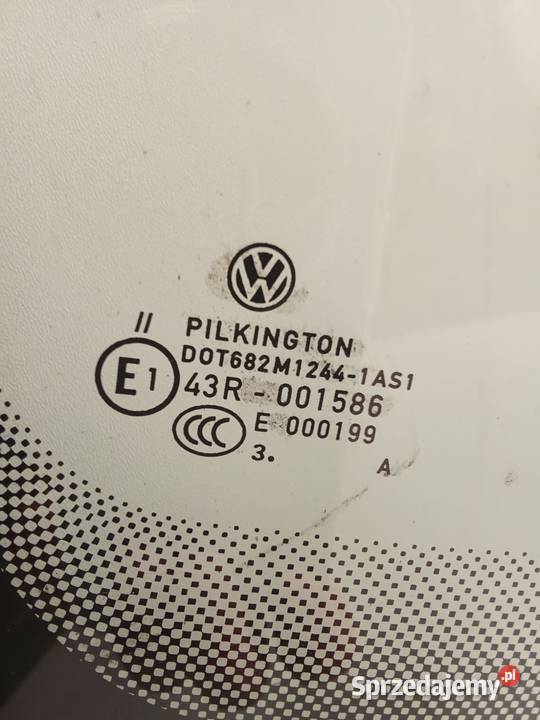 II PILKINGTON
DOT682M1244-1AS1
E1 43R - 001586
CCC E 000199
3.
A
Sprzedajemy.pl